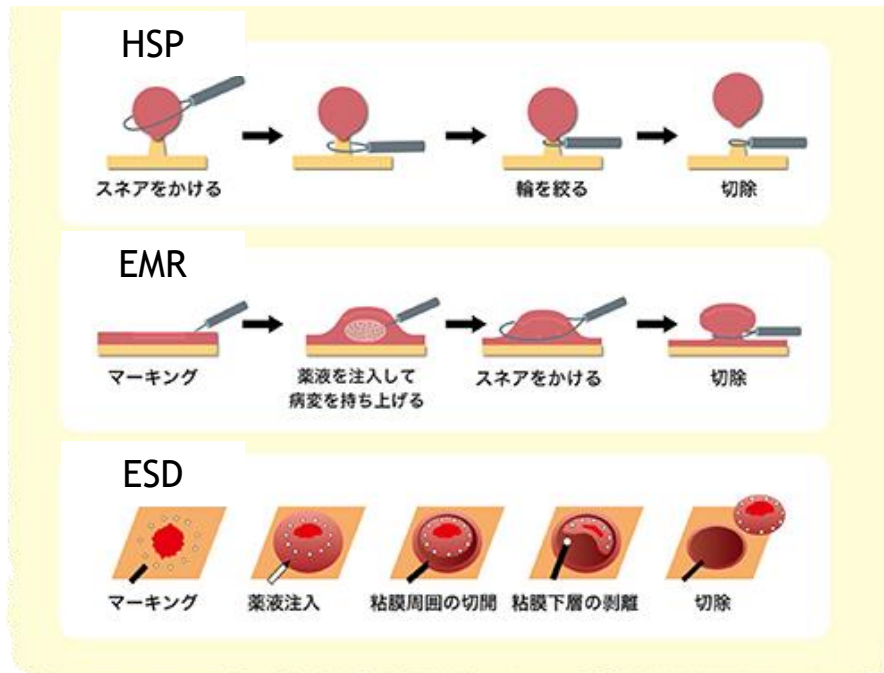 HSP
スネアをかける
輪を絞る
切除
EMR
マーキング
薬液を注入して
病変を持ち上げる
スネアをかける
切除
ESD
マーキング
薬液注入
粘膜周囲の切開
粘膜下層の剥離
切除